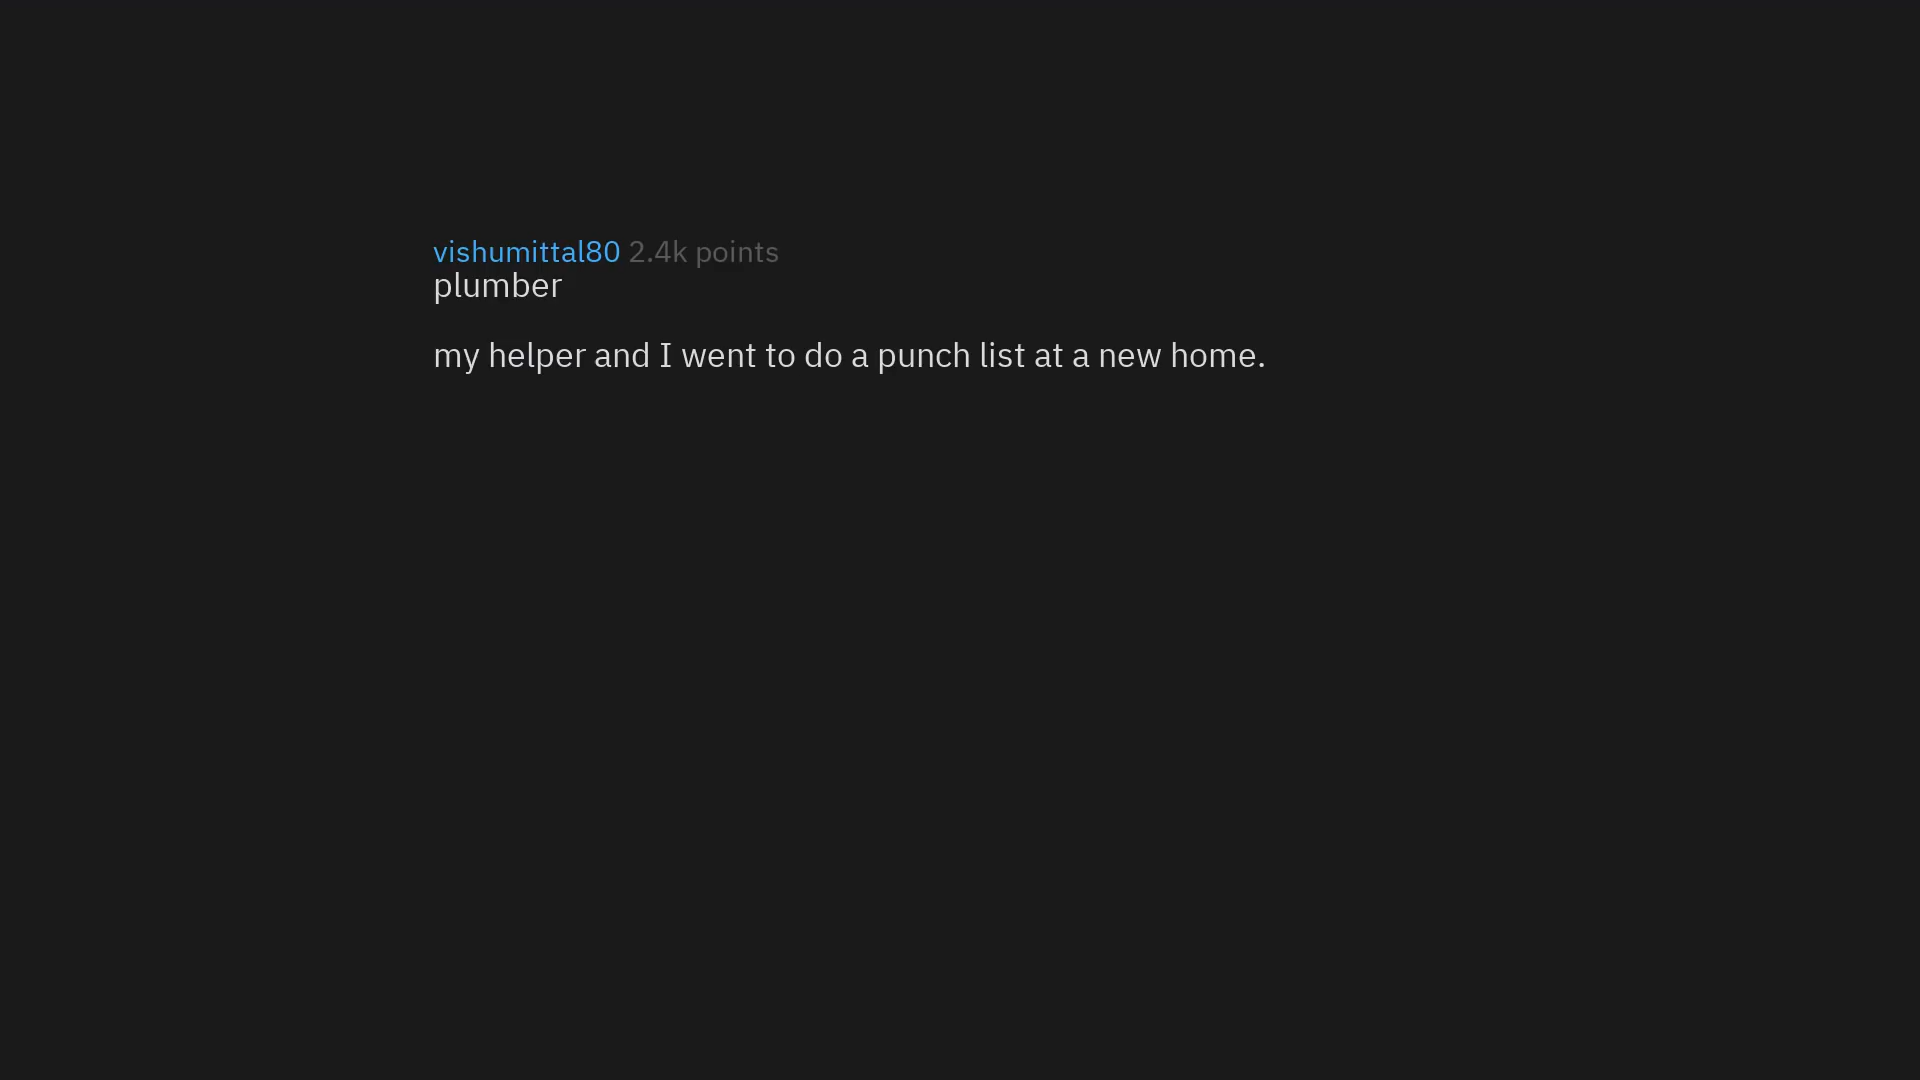 vishumittal80 2.4k points
plumber
my helper and I went to do a punch list at a new home.